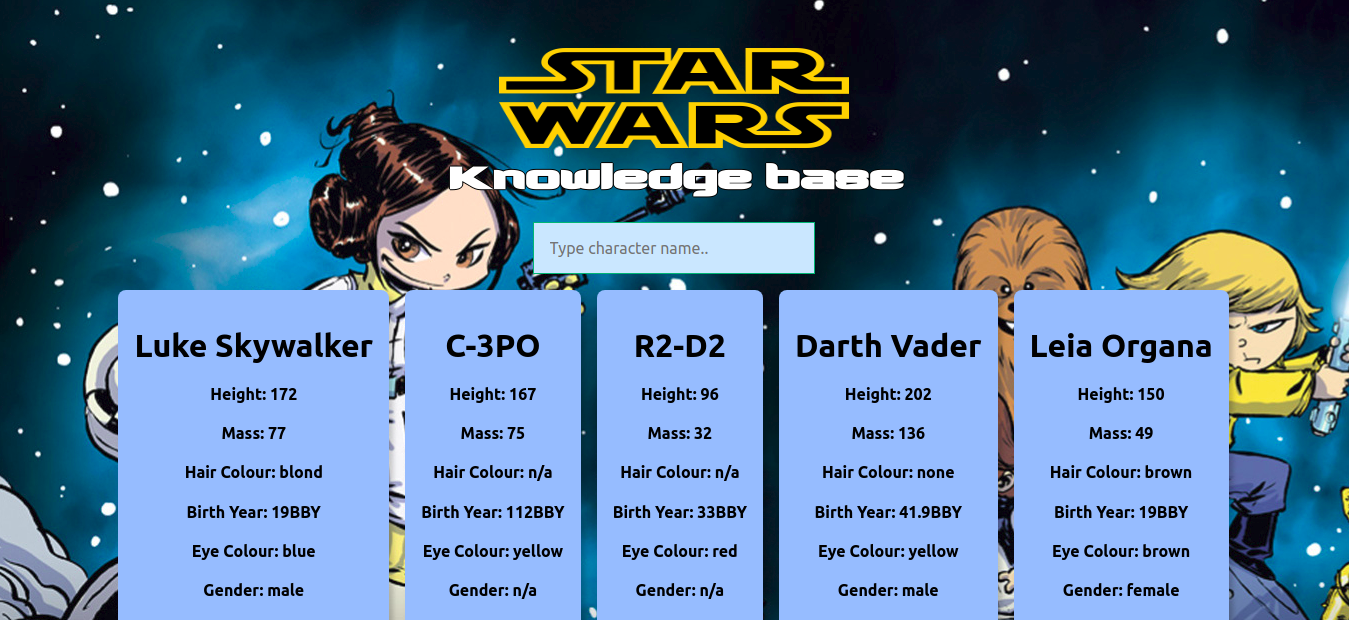 STAR
WARS
Knowledge base
Type character name..
Luke Skywalker
Height: 172
Mass: 77
Hair Colour: blond
Birth Year: 19BBY
Eye Colour: blue
Gender: male
C-3PO
Height: 167
Mass: 75
Hair Colour: n/a
Birth Year: 112BBY
Eye Colour: yellow
Gender: n/a
R2-D2
Height: 96
Mass: 32
Hair Colour: n/a
Birth Year: 33BBY
Eye Colour: red
Gender: n/a
Darth Vader
Height: 202
Mass: 136
Hair Colour: none
Birth Year: 41.9BBY
Eye Colour: yellow
Gender: male
Leia Organa
Height: 150
Mass: 49
Hair Colour: brown
Birth Year: 19BBY
Eye Colour: brown
Gender: female